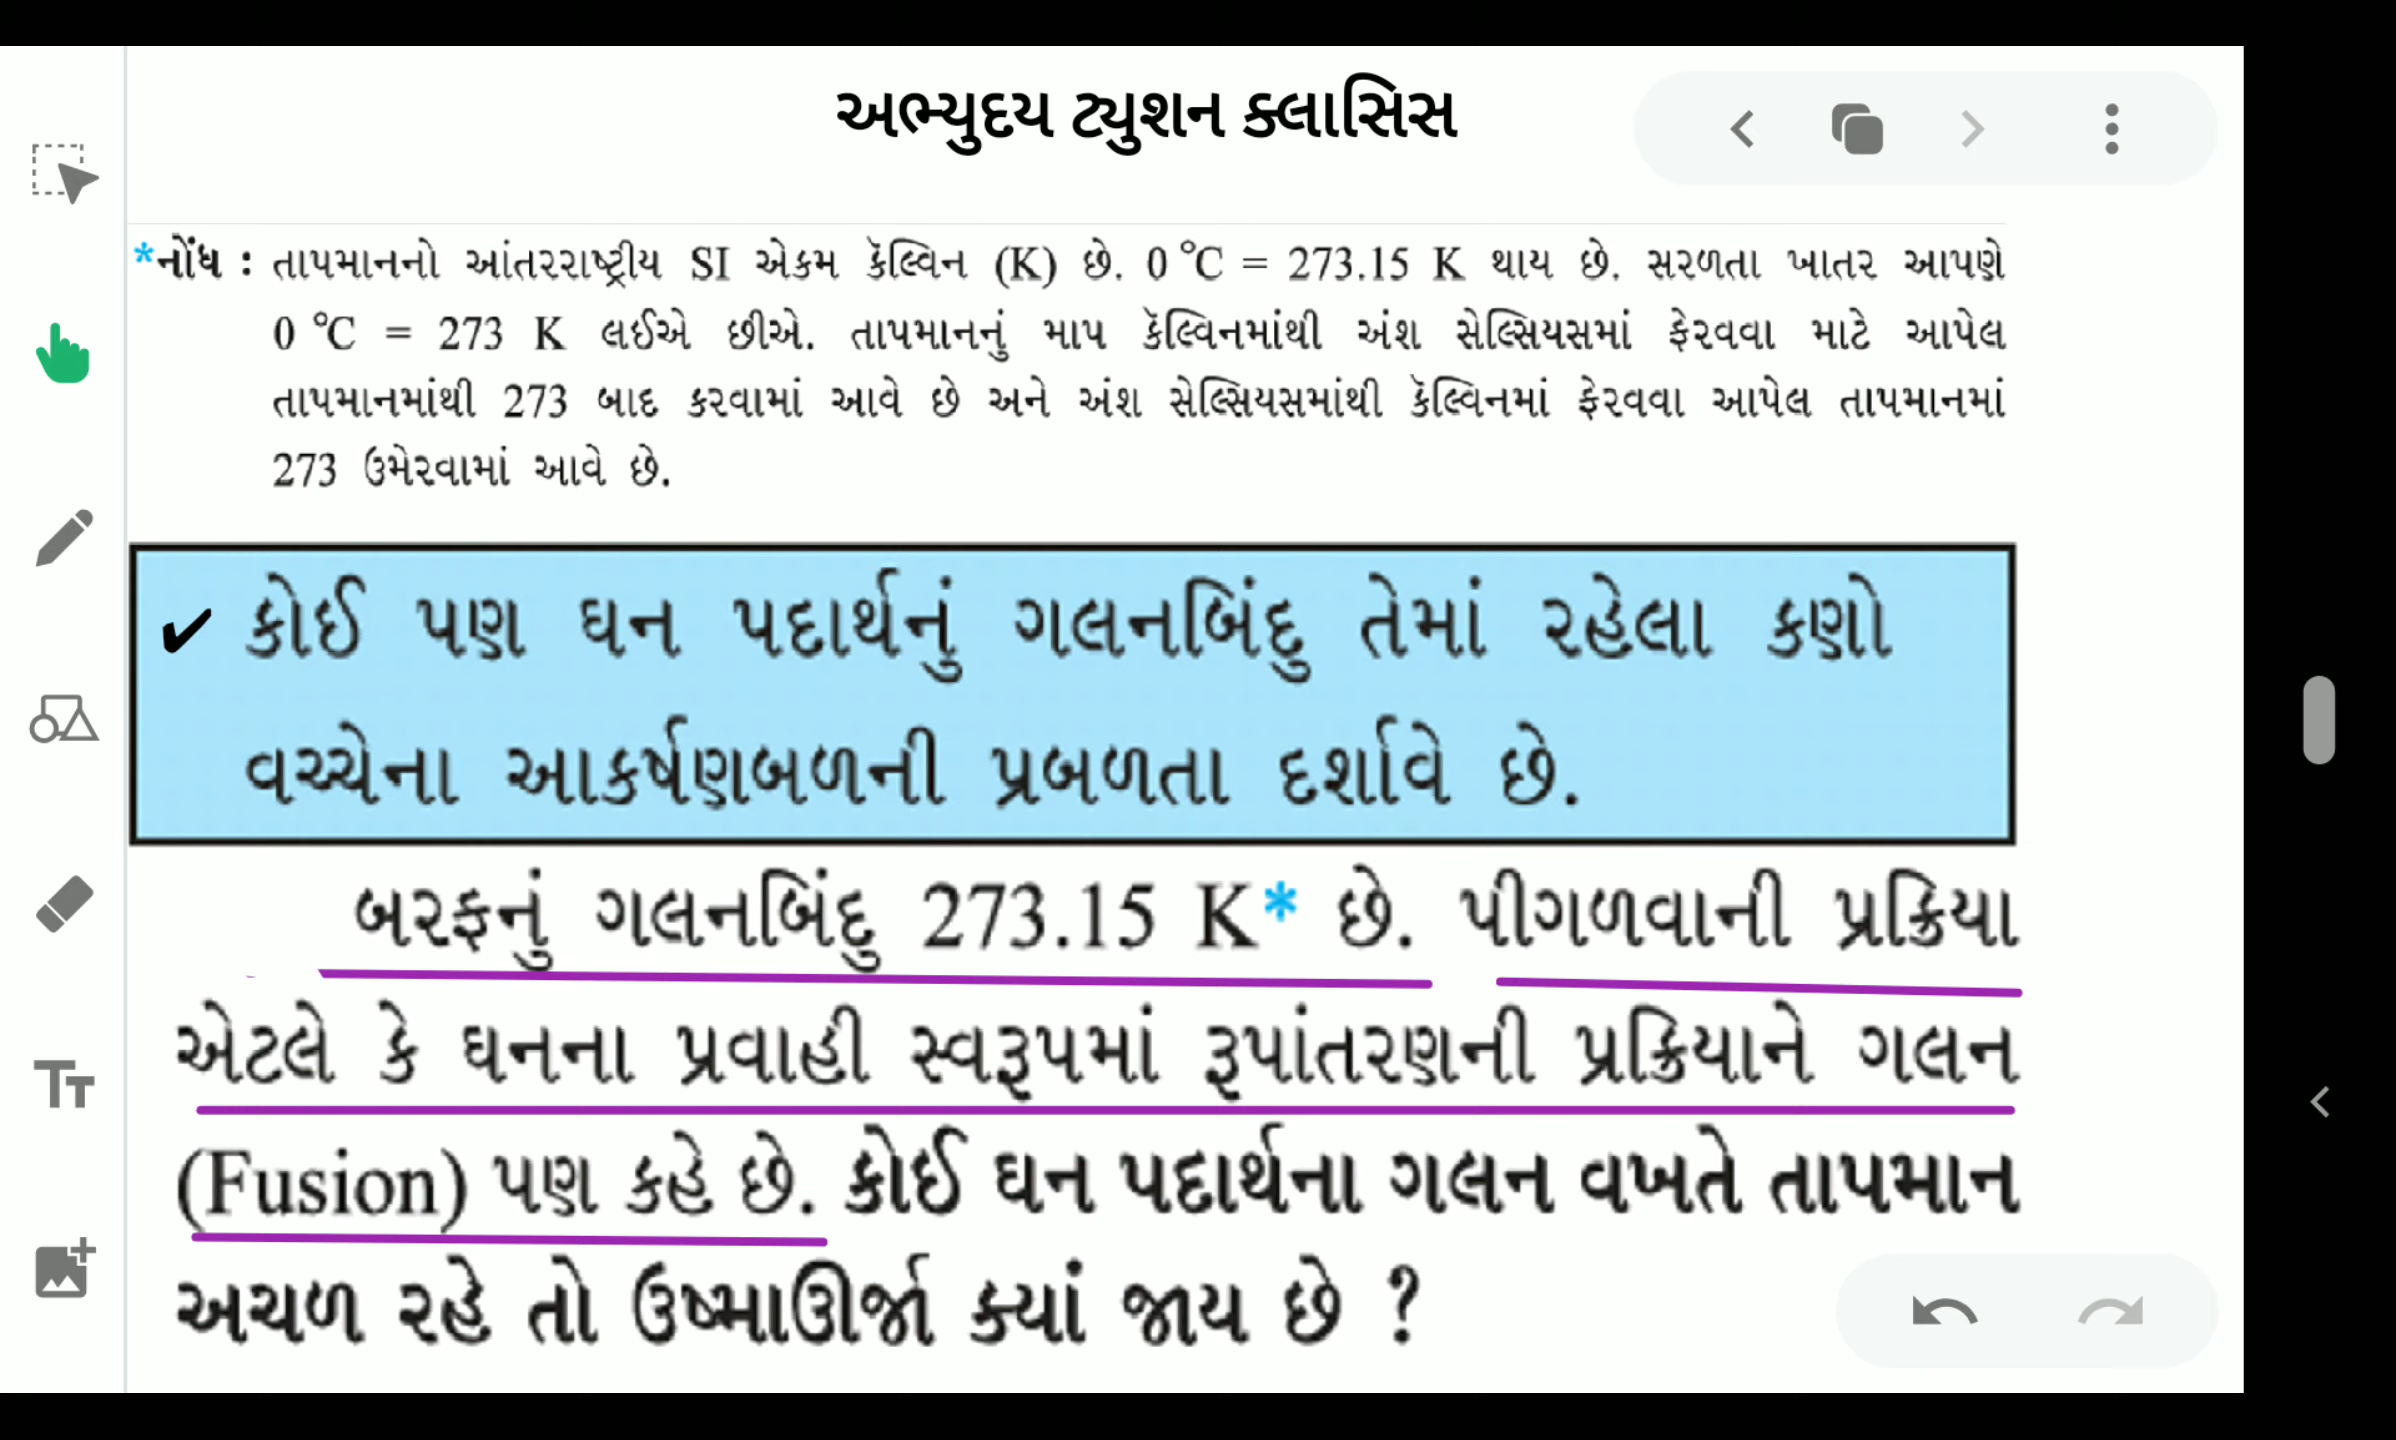 અભ્યુદય ટ્યુશન ક્લાસિસ
*નોંધ : તાપમાનનો આંતરરાષ્ટ્રીય SI એકમ કૅલ્વિન (K) છે. 0 °C = 273.15 K થાય છે. સરળતા ખાતર આપણે
0 °C = 273 K લઈએ છીએ. તાપમાનનું માપ કૅલ્વિનમાંથી અંશ સેલ્સિયસમાં ફેરવવા માટે આપેલ
તાપમાનમાંથી 273 બાદ કરવામાં આવે છે અને અંશ સેલ્સિયસમાંથી કૅલ્વિનમાં ફેરવવા આપેલ તાપમાનમાં
273 ઉમેરવામાં આવે છે.
✔ કોઈ પણ ઘન પદાર્થનું ગલનબિંદુ તેમાં રહેલા કણો
વચ્ચેના આકર્ષણબળની પ્રબળતા દર્શાવે છે.
બરફનું ગલનબિંદુ 273.15 K* છે. પીગળવાની પ્રક્રિયા
એટલે કે ઘનના પ્રવાહી સ્વરૂપમાં રૂપાંતરણની પ્રક્રિયાને ગલન
(Fusion) પણ કહે છે. કોઈ ઘન પદાર્થના ગલન વખતે તાપમાન
અચળ રહે તો ઉષ્માઊર્જા ક્યાં જાય છે ?